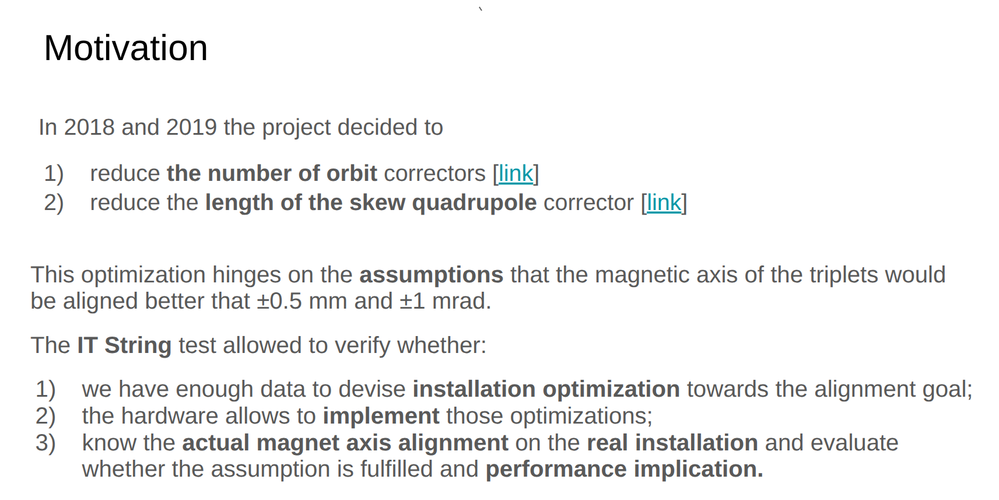 `
Motivation
In 2018 and 2019 the project decided to
1) reduce the number of orbit correctors [link]
2) reduce the length of the skew quadrupole corrector [link]
This optimization hinges on the assumptions that the magnetic axis of the triplets would
be aligned better that ±0.5 mm and ±1 mrad.
The IT String test allowed to verify whether:
1) we have enough data to devise installation optimization towards the alignment goal;
2) the hardware allows to implement those optimizations;
3) know the actual magnet axis alignment on the real installation and evaluate
whether the assumption is fulfilled and performance implication.